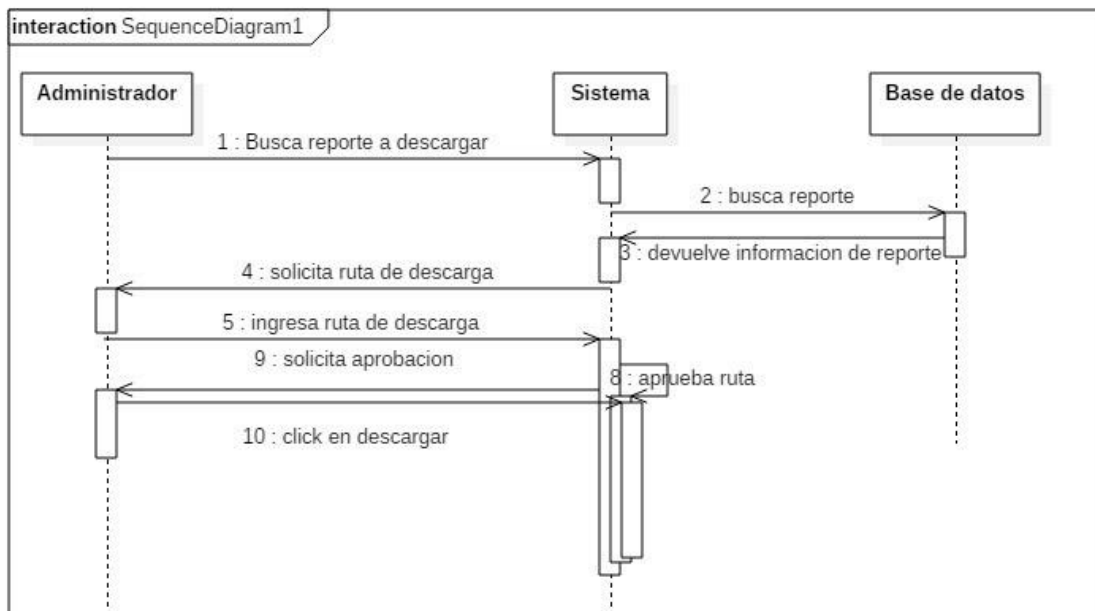 interaction SequenceDiagram1
Administrador
Sistema
Base de datos
1 : Busca reporte a descargar
2 : busca reporte
3 : devuelve informacion de reporte
4 : solicita ruta de descarga
5 : ingresa ruta de descarga
9 : solicita aprobacion
8 : aprueba ruta
10 : click en descargar